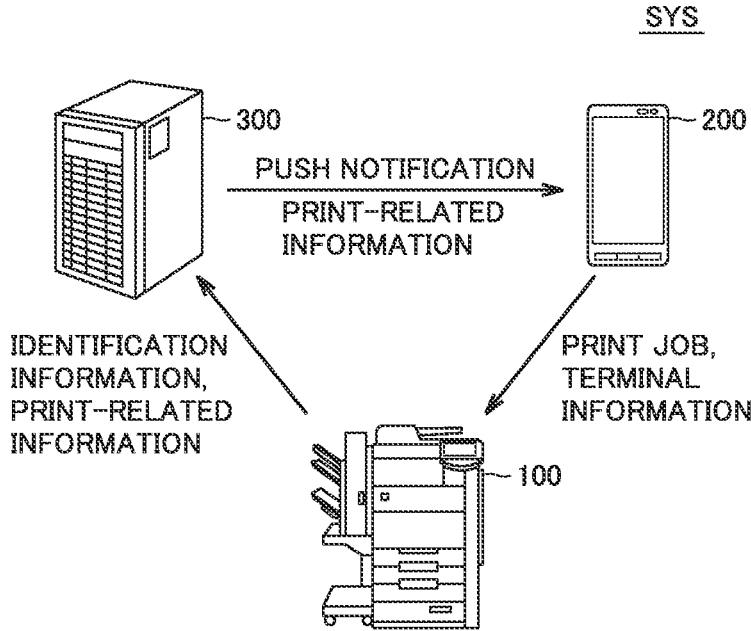 SYS
300
200
PUSH NOTIFICATION
PRINT-RELATED
INFORMATION
IDENTIFICATION
INFORMATION,
PRINT-RELATED
INFORMATION
PRINT JOB,
TERMINAL
INFORMATION
100